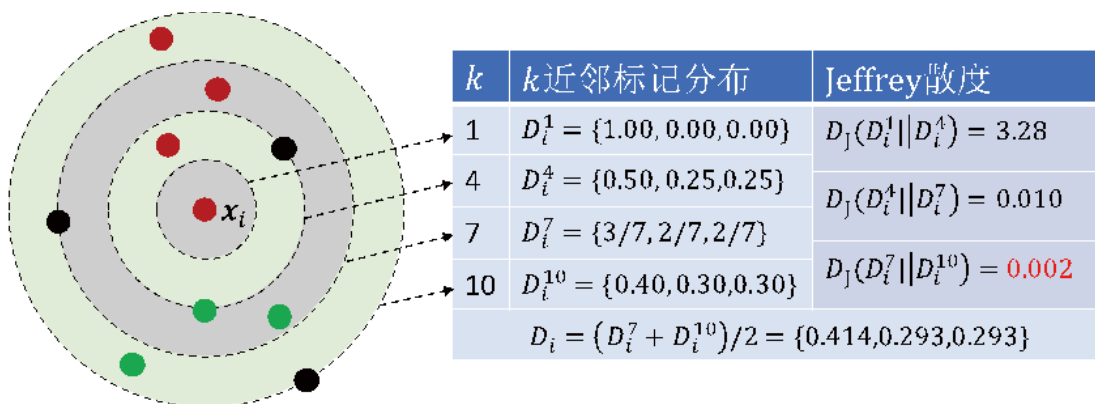 x_i
k k近邻标记分布 Jeffrey散度
1 D_i^1 = {1.00, 0.00, 0.00} D_J(D_i^1||D_i^4) = 3.28
4 D_i^4 = {0.50, 0.25,0.25} D_J(D_i^4||D_i^7) = 0.010
7 D_i^7 = {3/7, 2/7, 2/7} D_J(D_i^7||D_i^10) = 0.002
10 D_i^10 = {0.40, 0.30,0.30}
D_i = (D_i^7 + D_i^10)/2 = {0.414,0.293,0.293}